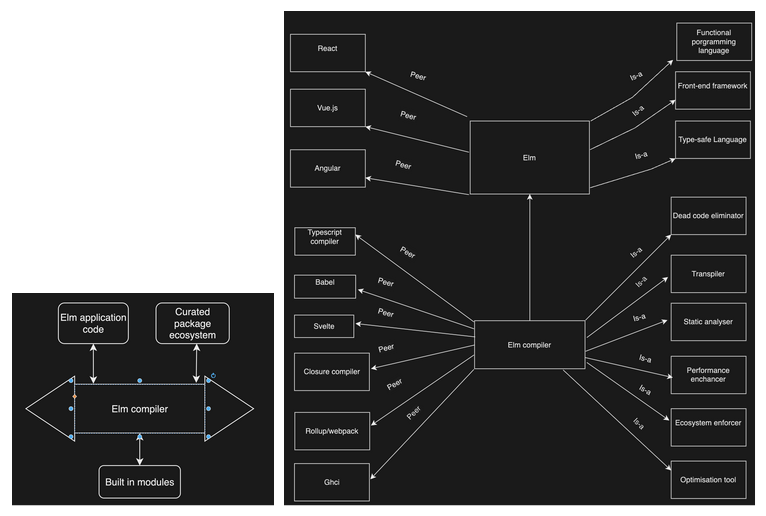 Elm application
code
Curated
package
ecosystem
Elm compiler
Built in modules
React
Vue.js
Angular
Peer
Peer
Peer
Elm
Is-a
Is-a
Is-a
Functional
porgramming
language
Front-end framework
Type-safe Language
Typescript
compiler
Babel
Svelte
Closure compiler
Rollup/webpack
Ghci
Peer
Peer
Peer
Peer
Peer
Peer
Elm compiler
Is-a
Is-a
Is-a
Is-a
Is-a
Is-a
Dead code eliminator
Transpiler
Static analyser
Performance
enchancer
Ecosystem enforcer
Optimisation tool